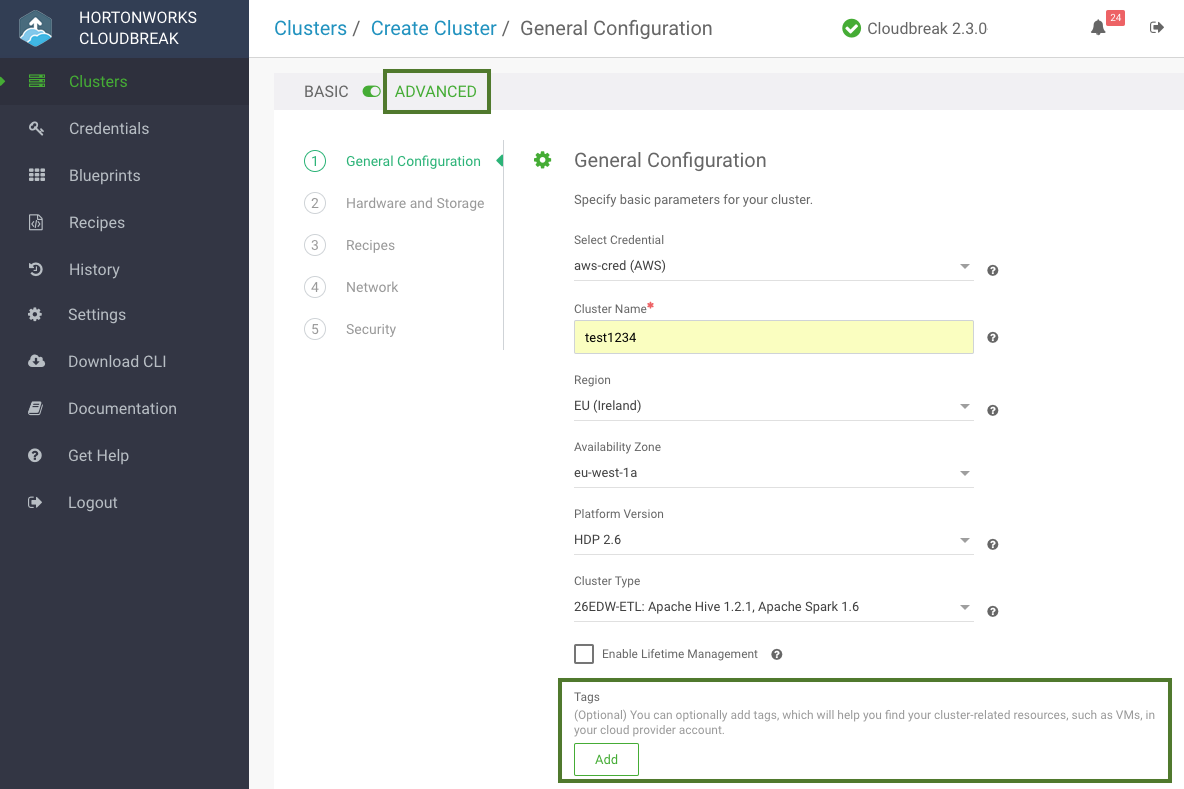 HORTONWORKS
CLOUDBREAK
Clusters
Credentials
Blueprints
Recipes
History
Settings
Download CLI
Documentation
Get Help
Logout
Clusters / Create Cluster / General Configuration
Cloudbreak 2.3.0
24
BASIC ADVANCED
1 General Configuration
2 Hardware and Storage
3 Recipes
4 Network
5 Security
General Configuration
Specify basic parameters for your cluster.
Select Credential
aws-cred (AWS)
Cluster Name*
test1234
Region
EU (Ireland)
Availability Zone
eu-west-1a
Platform Version
HDP 2.6
Cluster Type
26EDW-ETL: Apache Hive 1.2.1, Apache Spark 1.6
Enable Lifetime Management
Tags
(Optional) You can optionally add tags, which will help you find your cluster-related resources, such as VMs, in
your cloud provider account.
Add